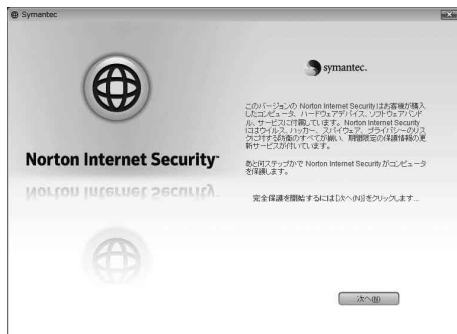 Symantec
symantec.
このバージョンの Norton Internet Security はお客様が購入
したコンピュータ、ハードウェアデバイス、ソフトウェアバンド
ル、サービスに付属しています。Norton Internet Security
にはウイルス、ハッカー、スパイウェア、プライバシーのリス
クに対する防衛のすべてが揃い、期間限定の保護情報の更
新サービスが付いています。
あと何ステップかで Norton Internet Security がコンピュータ
を保護します。
完全保護を開始するには[次へ(N)]をクリックします...
Norton Internet Security™
次へ(N)